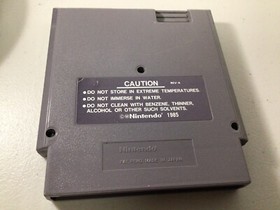 CAUTION
REV-A
•DO NOT STORE IN EXTREME TEMPERATURES.
•DO NOT IMMERSE IN WATER.
•DO NOT CLEAN WITH BENZENE, THINNER,
ALCOHOL OR OTHER SUCH SOLVENTS.
©®Nintendo® 1985
Nintendo